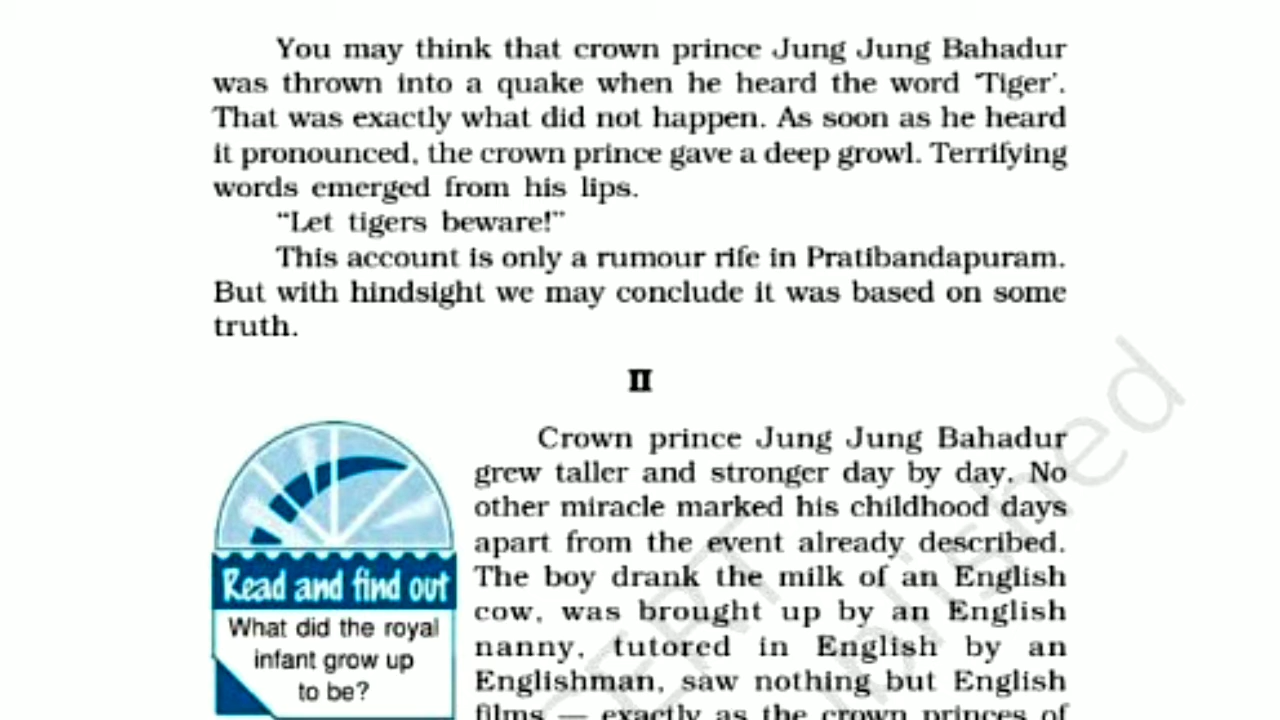 You may think that crown prince Jung Jung Bahadur
was thrown into a quake when he heard the word ‘Tiger’.
That was exactly what did not happen. As soon as he heard
it pronounced, the crown prince gave a deep growl. Terrifying
words emerged from his lips.
“Let tigers beware!”
This account is only a rumour rife in Pratibandapuram.
But with hindsight we may conclude it was based on some
truth.
II
Crown prince Jung Jung Bahadur
grew taller and stronger day by day. No
other miracle marked his childhood days
apart from the event already described.
The boy drank the milk of an English
cow, was brought up by an English
nanny, tutored in English by an
Englishman, saw nothing but English
films — exactly as the crown princes of
Read and find out
What did the royal
infant grow up
to be?